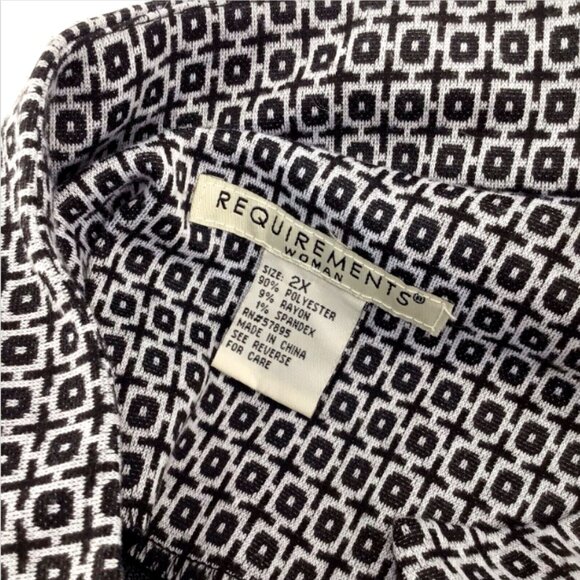 REQUIREMENTS®
WOMAN
SIZE: 2X
90% POLYESTER
9% RAYON
1% SPANDEX
RN#57895
MADE IN CHINA
SEE REVERSE
FOR CARE